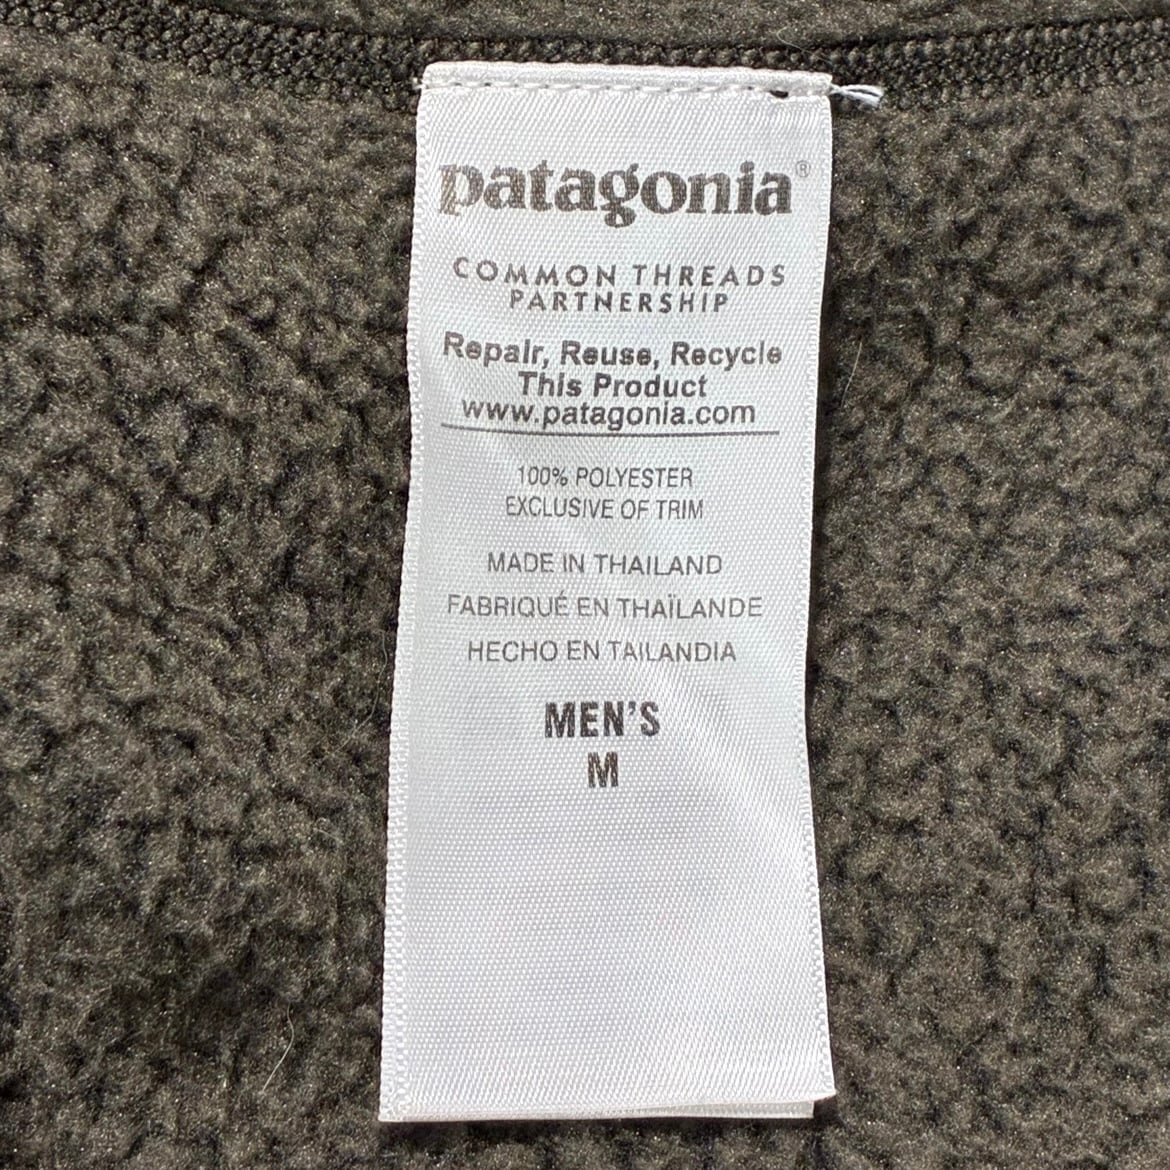 patagonia®
COMMON THREADS
PARTNERSHIP
Repair, Reuse, Recycle
This Product
www.patagonia.com
100% POLYESTER
EXCLUSIVE OF TRIM
MADE IN THAILAND
FABRIQUÉ EN THAÏLANDE
HECHO EN TAILANDIA
MEN'S
M